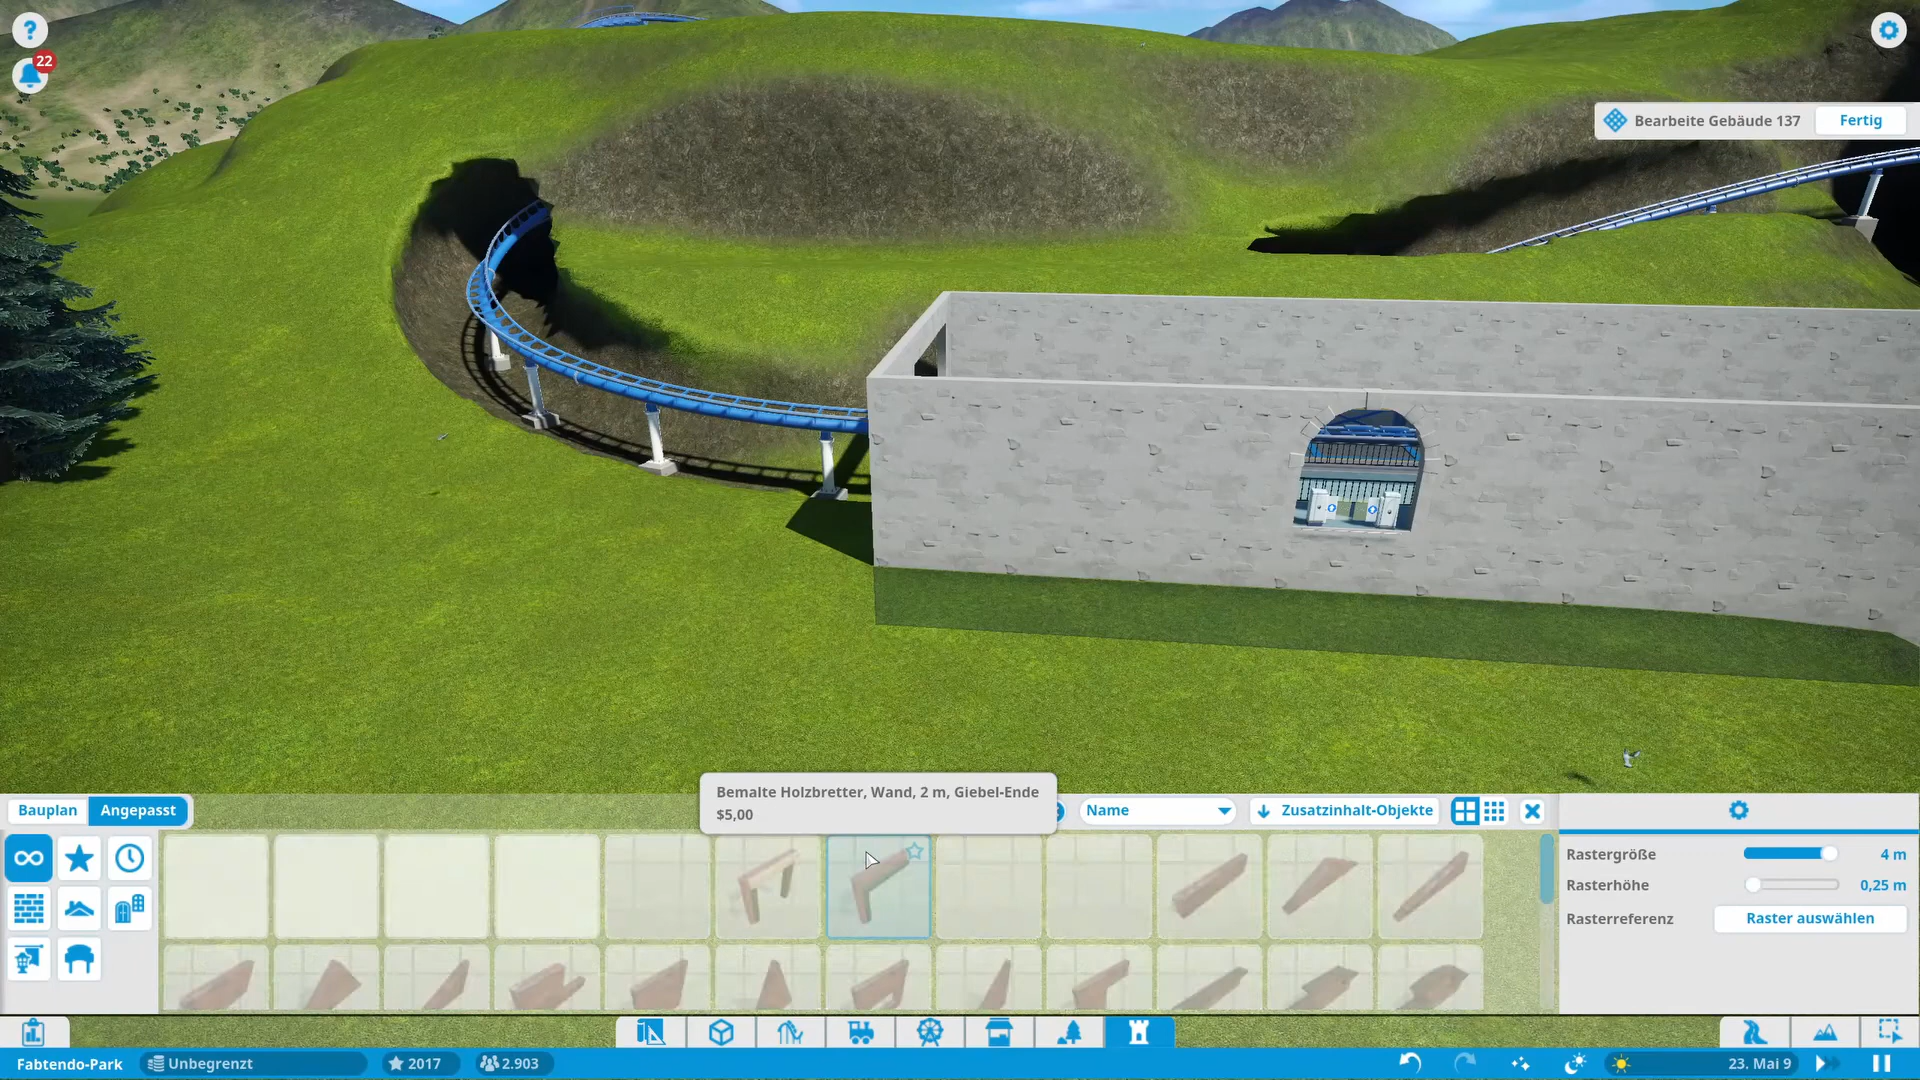 ?
22
Bearbeite Gebäude 137
Fertig
Bemalte Holzbretter, Wand, 2 m, Giebel-Ende
$5,00
Bauplan
Angepasst
Name
Zusatzinhalt-Objekte
Rastergröße
4 m
Rasterhöhe
0,25 m
Rasterreferenz
Raster auswählen
Fabtendo-Park
Unbegrenzt
2017
2.903
23. Mai 9